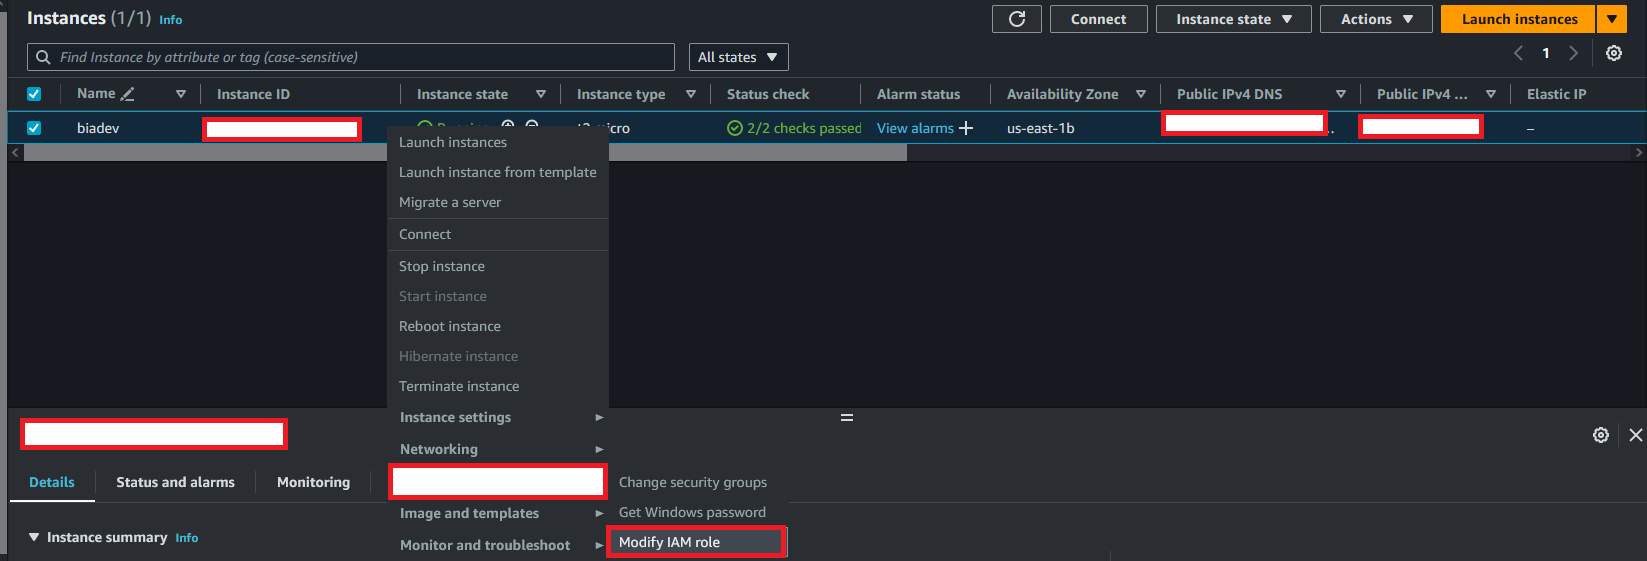 Instances (1/1) Info
Connect
Instance state
Actions
Launch instances
Find Instance by attribute or tag (case-sensitive)
All states
1
Name
Instance ID
Instance state
Instance type
Status check
Alarm status
Availability Zone
Public IPv4 DNS
Public IPv4 ...
Elastic IP
biadev
2/2 checks passed
View alarms +
us-east-1b
...
–
Launch instances
Launch instance from template
Migrate a server
Connect
Stop instance
Start instance
Reboot instance
Hibernate instance
Terminate instance
Instance settings
Networking
Image and templates
Monitor and troubleshoot
Change security groups
Get Windows password
Modify IAM role
Details
Status and alarms
Monitoring
Instance summary Info